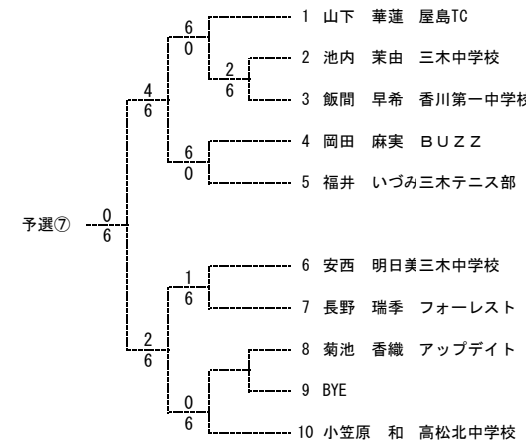 1 山下 華蓮 屋島TC
6
0
2 池内 茉由 三木中学校
2
6
3 飯間 早希 香川第一中学校
4
6
4 岡田 麻実 ＢＵＺＺ
6
0
5 福井 いづみ 三木テニス部
予選⑦
0
6
6 安西 明日美 三木中学校
1
6
7 長野 瑞季 フォーレスト
2
6
8 菊池 香織 アップデイト
9 BYE
0
6
10 小笠原 和 高松北中学校